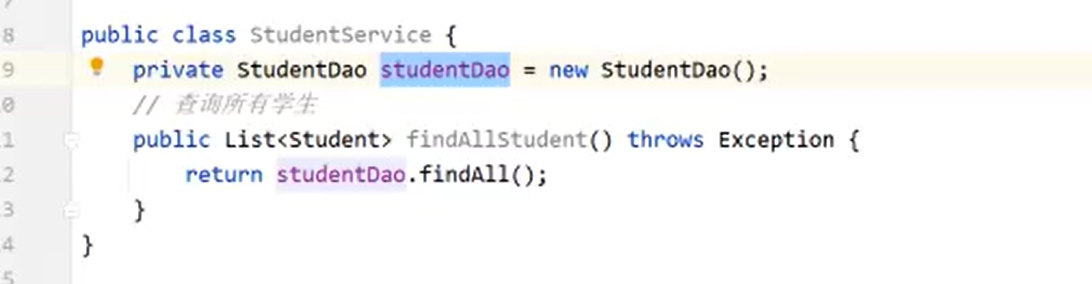 8 public class StudentService {
9 private StudentDao studentDao = new StudentDao();
0 // 查询所有学生
1 public List<Student> findAllStudent() throws Exception {
2 return studentDao.findAll();
3 }
4 }
5